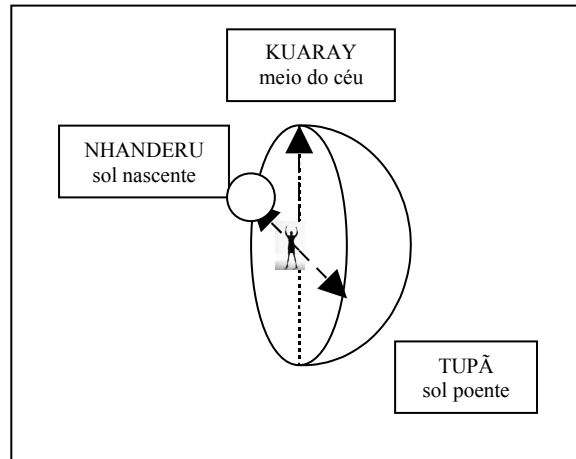 KUARAY
meio do céu
NHANDERU
sol nascente
TUPÃ
sol poente